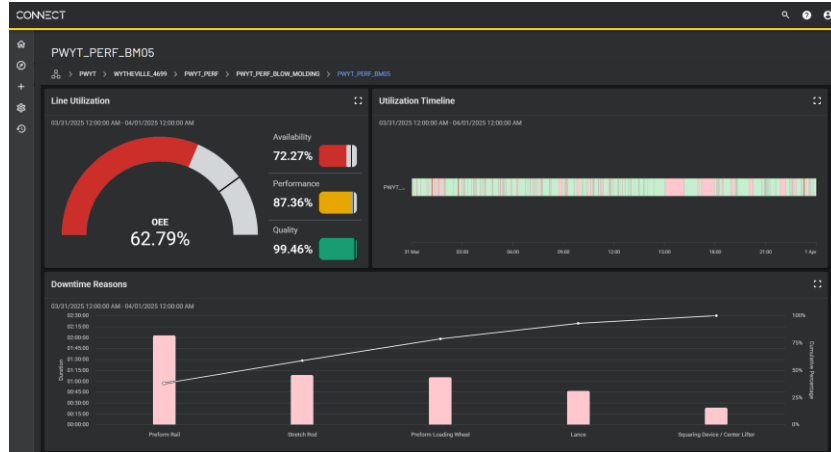 CONNECT
PWYT_PERF_BM05
> PWYT > WYTHEVILLE_4699 > PWYT_PERF > PWYT_PERF_BLOW_MOLDING > PWYT_PERF_BM05
Line Utilization
03/31/2025 12:00:00 AM - 04/01/2025 12:00:00 AM
OEE
62.79%
Availability
72.27%
Performance
87.36%
Quality
99.46%
Utilization Timeline
03/31/2025 12:00:00 AM - 04/01/2025 12:00:00 AM
PWYT_...
31 Mar 03:00 06:00 09:00 12:00 15:00 18:00 21:00 1 Apr
Downtime Reasons
03/31/2025 12:00:00 AM - 04/01/2025 12:00:00 AM
Duration
02:30:00
02:15:00
02:00:00
01:45:00
01:30:00
01:15:00
01:00:00
00:45:00
00:30:00
00:15:00
00:00:00
100%
75%
50%
25%
0%
Cumulative Percentage
Preform Rail
Stretch Rod
Preform Loading Wheel
Lance
Squaring Device / Center Lifter